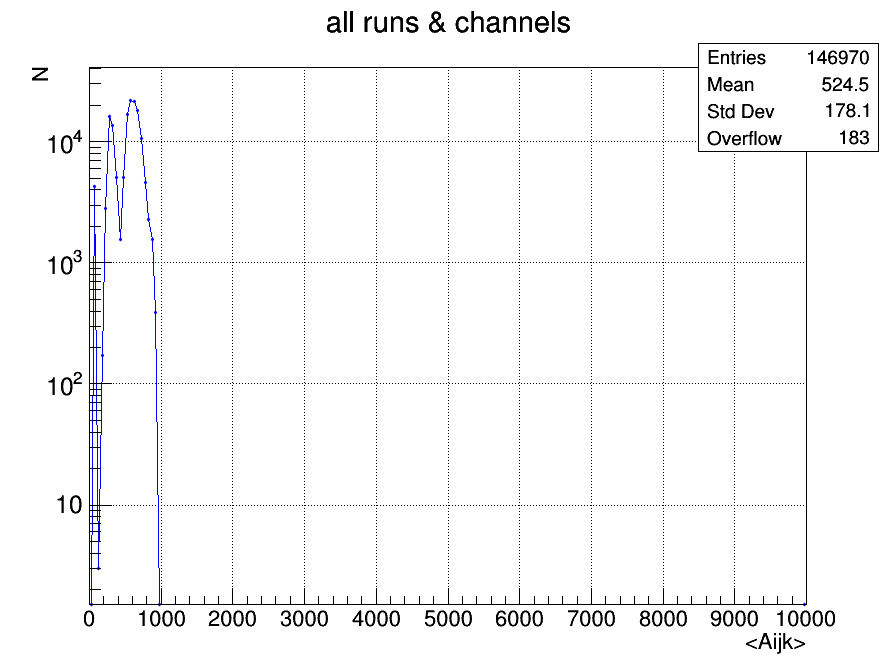 all runs & channels
N
Entries 146970
Mean 524.5
Std Dev 178.1
Overflow 183
10^4
10^3
10^2
10
0 1000 2000 3000 4000 5000 6000 7000 8000 9000 10000
<Aijk>